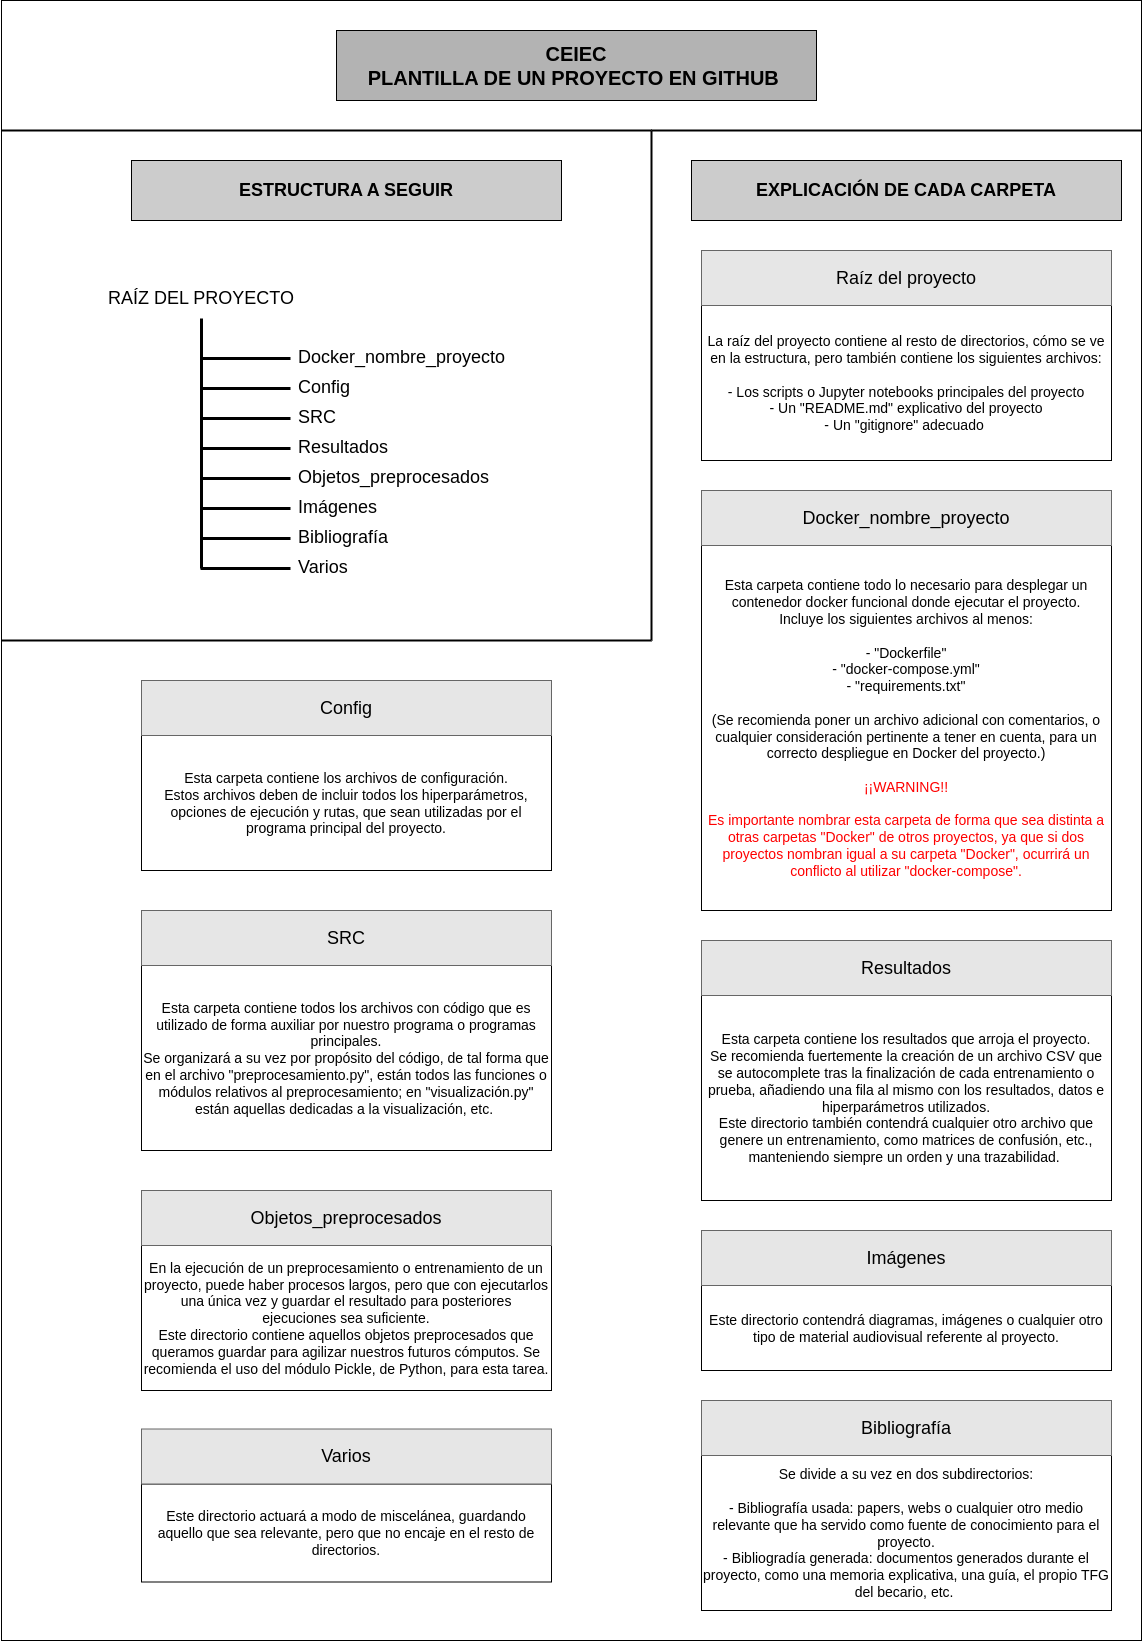 CEIEC
PLANTILLA DE UN PROYECTO EN GITHUB
ESTRUCTURA A SEGUIR
RAÍZ DEL PROYECTO
Docker_nombre_proyecto
Config
SRC
Resultados
Objetos_preprocesados
Imágenes
Bibliografía
Varios
EXPLICACIÓN DE CADA CARPETA
Raíz del proyecto
La raíz del proyecto contiene al resto de directorios, cómo se ve
en la estructura, pero también contiene los siguientes archivos:
- Los scripts o Jupyter notebooks principales del proyecto
- Un "README.md" explicativo del proyecto
- Un "gitignore" adecuado
Docker_nombre_proyecto
Esta carpeta contiene todo lo necesario para desplegar un
contenedor docker funcional donde ejecutar el proyecto.
Incluye los siguientes archivos al menos:
- "Dockerfile"
- "docker-compose.yml"
- "requirements.txt"
(Se recomienda poner un archivo adicional con comentarios, o
cualquier consideración pertinente a tener en cuenta, para un
correcto despliegue en Docker del proyecto.)
¡¡WARNING!!
Es importante nombrar esta carpeta de forma que sea distinta a
otras carpetas "Docker" de otros proyectos, ya que si dos
proyectos nombran igual a su carpeta "Docker", ocurrirá un
conflicto al utilizar "docker-compose".
Config
Esta carpeta contiene los archivos de configuración.
Estos archivos deben de incluir todos los hiperparámetros,
opciones de ejecución y rutas, que sean utilizadas por el
programa principal del proyecto.
SRC
Esta carpeta contiene todos los archivos con código que es
utilizado de forma auxiliar por nuestro programa o programas
principales.
Se organizará a su vez por propósito del código, de tal forma que
en el archivo "preprocesamiento.py", están todos las funciones o
módulos relativos al preprocesamiento; en "visualización.py"
están aquellas dedicadas a la visualización, etc.
Resultados
Esta carpeta contiene los resultados que arroja el proyecto.
Se recomienda fuertemente la creación de un archivo CSV que
se autocomplete tras la finalización de cada entrenamiento o
prueba, añadiendo una fila al mismo con los resultados, datos e
hiperparámetros utilizados.
Este directorio también contendrá cualquier otro archivo que
genere un entrenamiento, como matrices de confusión, etc.,
manteniendo siempre un orden y una trazabilidad.
Objetos_preprocesados
En la ejecución de un preprocesamiento o entrenamiento de un
proyecto, puede haber procesos largos, pero que con ejecutarlos
una única vez y guardar el resultado para posteriores
ejecuciones sea suficiente.
Este directorio contiene aquellos objetos preprocesados que
queramos guardar para agilizar nuestros futuros cómputos. Se
recomienda el uso del módulo Pickle, de Python, para esta tarea.
Imágenes
Este directorio contendrá diagramas, imágenes o cualquier otro
tipo de material audiovisual referente al proyecto.
Varios
Este directorio actuará a modo de miscelánea, guardando
aquello que sea relevante, pero que no encaje en el resto de
directorios.
Bibliografía
Se divide a su vez en dos subdirectorios:
- Bibliografía usada: papers, webs o cualquier otro medio
relevante que ha servido como fuente de conocimiento para el
proyecto.
- Bibliogradía generada: documentos generados durante el
proyecto, como una memoria explicativa, una guía, el propio TFG
del becario, etc.